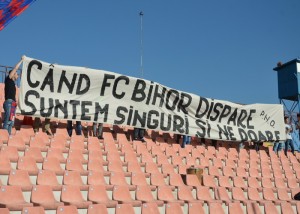 CÂND FC BIHOR DISPARE
P.N.O.
SUNTEM SINGURI ȘI NE DOARE